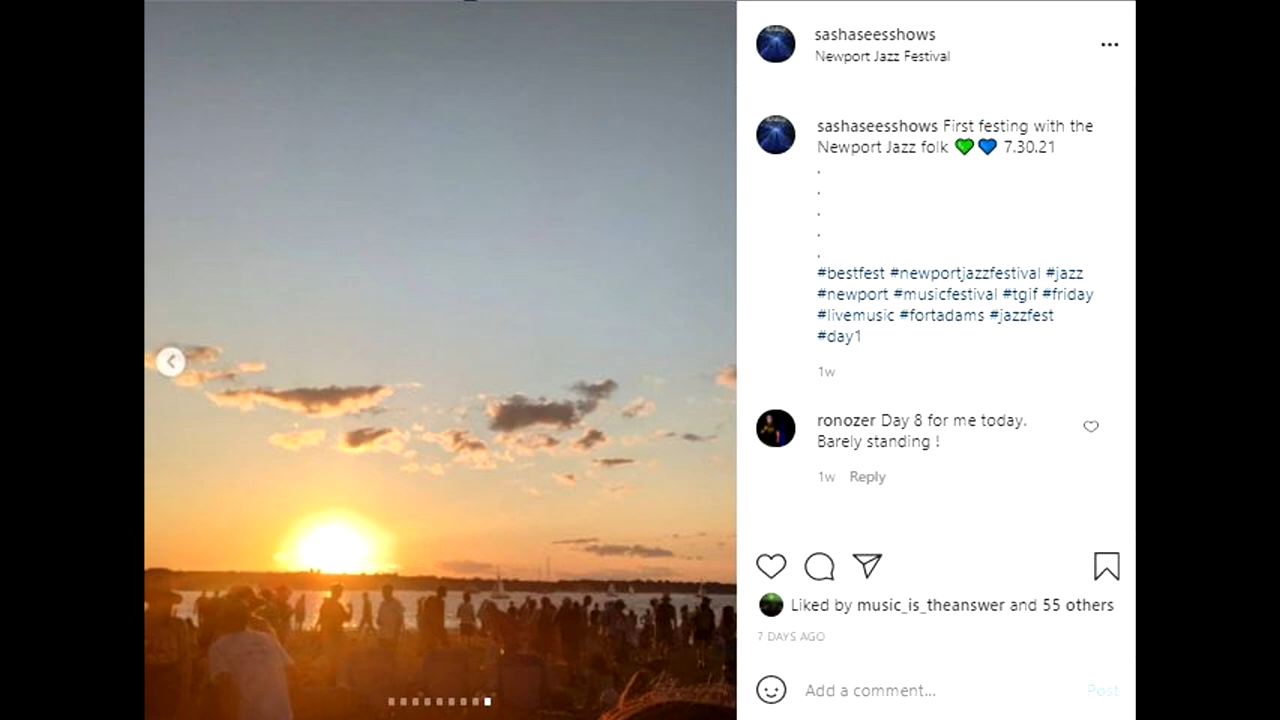 sashaseesshows
Newport Jazz Festival
sashaseesshows First festing with the
Newport Jazz folk 💚💙 7.30.21
.
.
.
.
.
#bestfest #newportjazzfestival #jazz
#newport #musicfestival #tgif #friday
#livemusic #fortadams #jazzfest
#day1
1w
ronozer Day 8 for me today.
Barely standing !
1w Reply
Liked by music_is_theanswer and 55 others
7 DAYS AGO
Add a comment... Post